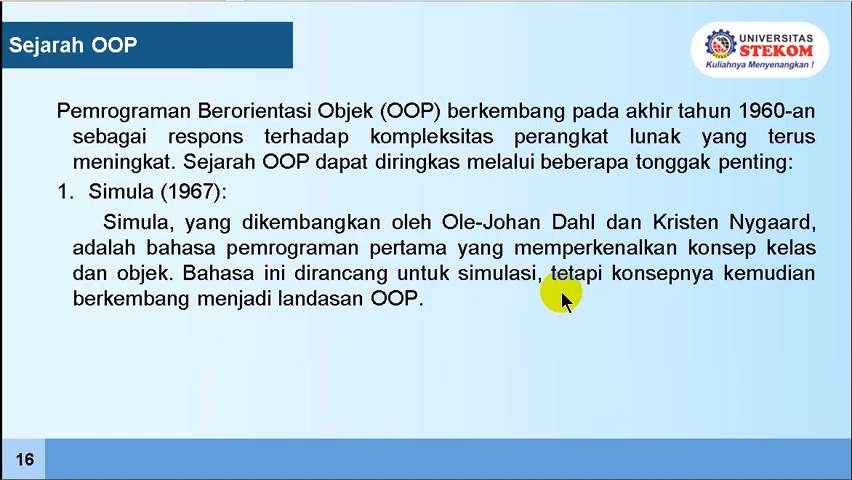 Sejarah OOP
UNIVERSITAS
STEKOM
Kuliahnya Menyenangkan !
Pemrograman Berorientasi Objek (OOP) berkembang pada akhir tahun 1960-an
sebagai respons terhadap kompleksitas perangkat lunak yang terus
meningkat. Sejarah OOP dapat diringkas melalui beberapa tonggak penting:
1. Simula (1967):
Simula, yang dikembangkan oleh Ole-Johan Dahl dan Kristen Nygaard,
adalah bahasa pemrograman pertama yang memperkenalkan konsep kelas
dan objek. Bahasa ini dirancang untuk simulasi, tetapi konsepnya kemudian
berkembang menjadi landasan OOP.
16